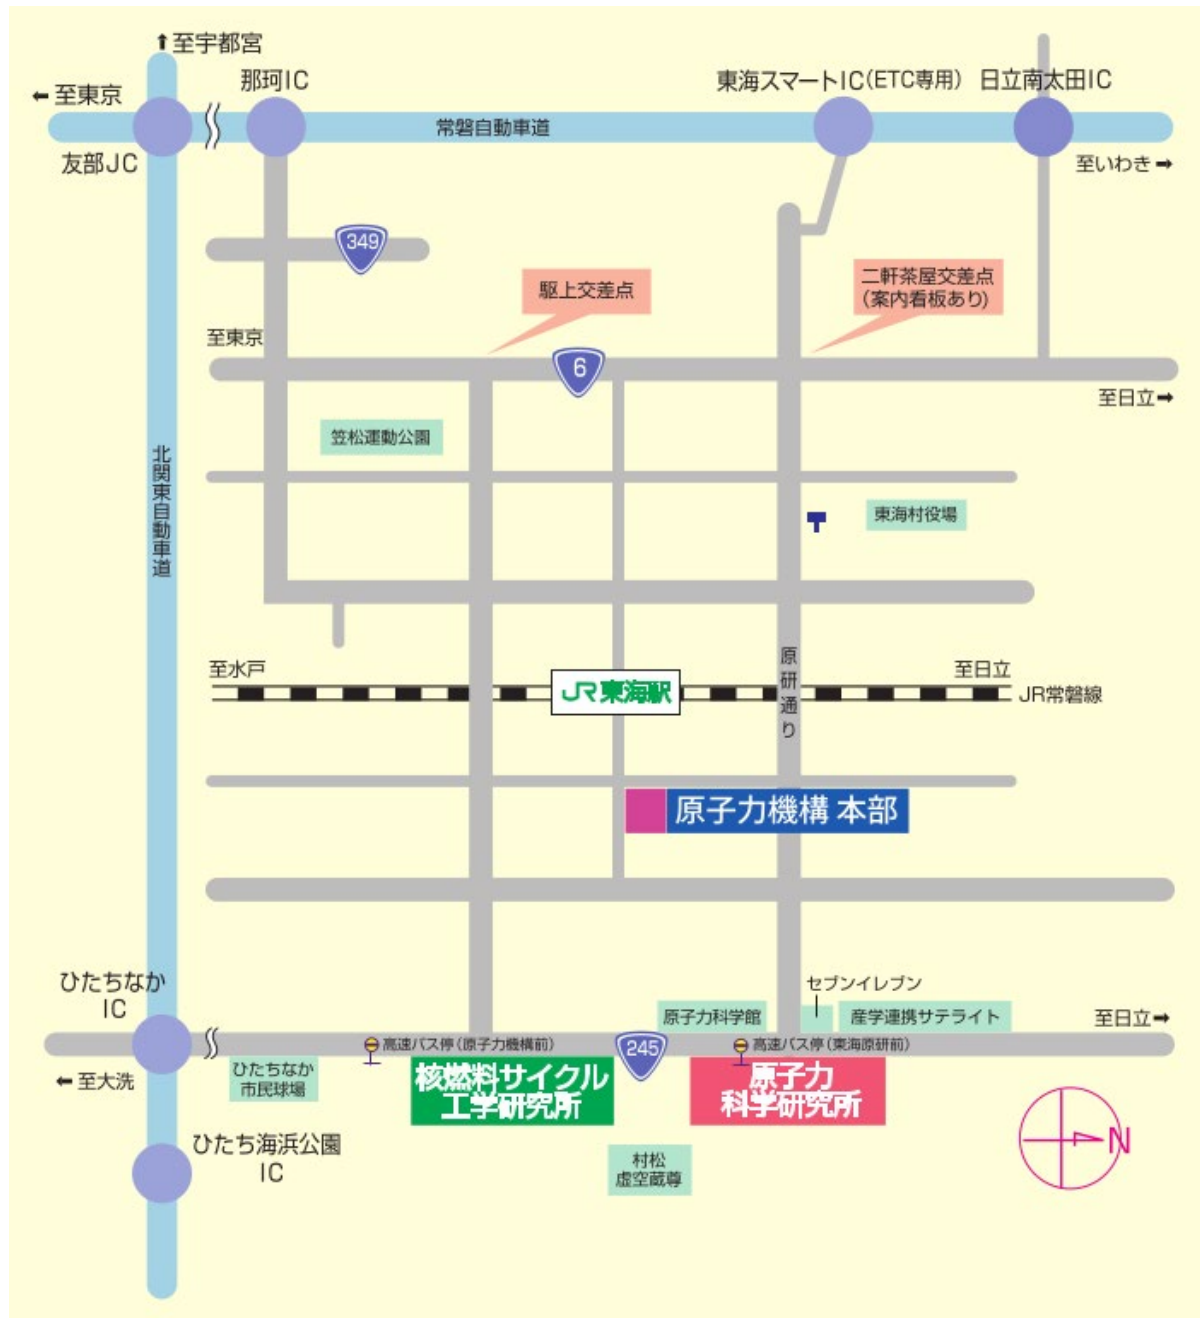 ⬆至宇都宮
⬅至東京
那珂IC
東海スマートIC(ETC専用)
日立南太田IC
常磐自動車道
友部JC
至いわき➡
349
駆上交差点
二軒茶屋交差点
(案内看板あり)
至東京
6
至日立➡
笠松運動公園
北関東自動車道
東海村役場
原研通り
至水戸
至日立
JR東海駅
JR常磐線
原子力機構 本部
ひたちなか
IC
セブンイレブン
原子力科学館
産学連携サテライト
至日立➡
高速バス停(原子力機構前)
245
高速バス停(東海原研前)
⬅至大洗
ひたちなか
市民球場
核燃料サイクル
工学研究所
原子力
科学研究所
ひたち海浜公園
IC
村松
虚空蔵尊
N